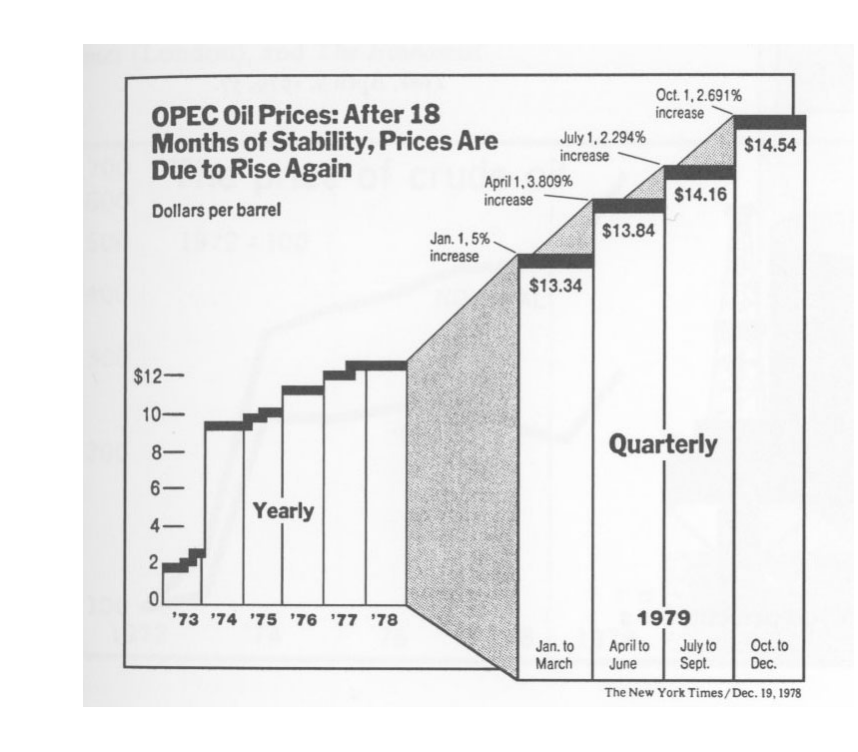 OPEC Oil Prices: After 18
Months of Stability, Prices Are
Due to Rise Again
Dollars per barrel
Oct. 1, 2.691%
increase
July 1, 2.294%
increase
April 1, 3.809%
increase
Jan. 1, 5%
increase
$14.54
$14.16
$13.84
$13.34
$12
10
8
6
4
2
0
Yearly
Quarterly
'73 '74 '75 '76 '77 '78
1979
Jan. to
March
April to
June
July to
Sept.
Oct. to
Dec.
The New York Times/Dec. 19, 1978